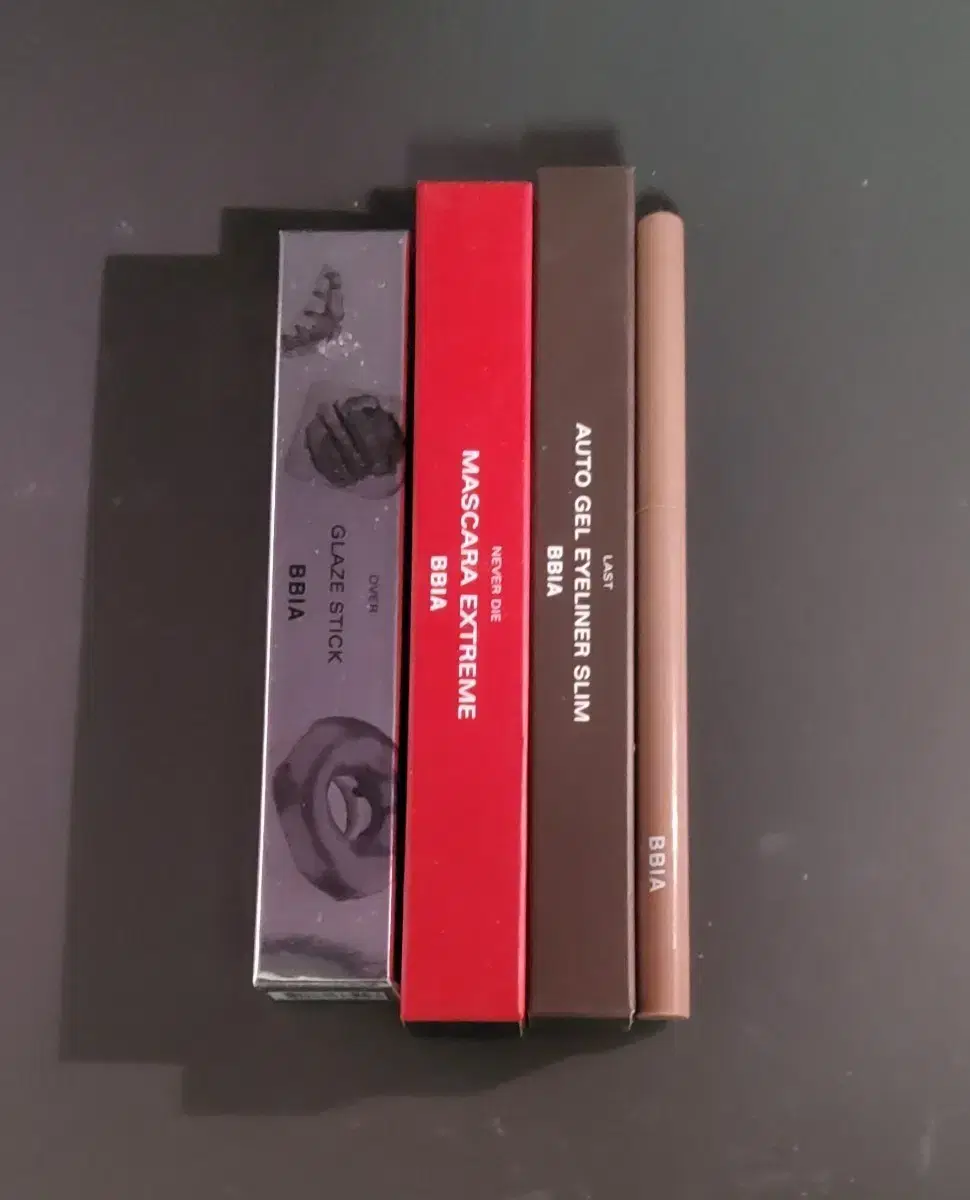 OVER
GLAZE STICK
BBIA
NEVER DIE
MASCARA EXTREME
BBIA
LAST
AUTO GEL EYELINER SLIM
BBIA
BBIA